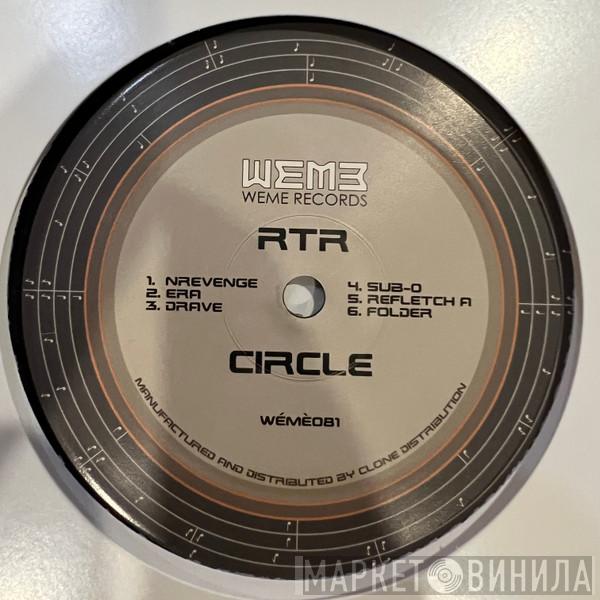 WEME
WEME RECORDS
RTR
1. NREVENGE
2. ERA
3. DRAVE
4. SUB-O
5. REFLETCH A
6. FOLDER
CIRCLE
WÉMÈ081
MANUFACTURED AND DISTRIBUTED BY CLONE DISTRIBUTION
МАРКЕТ ВИНИЛА